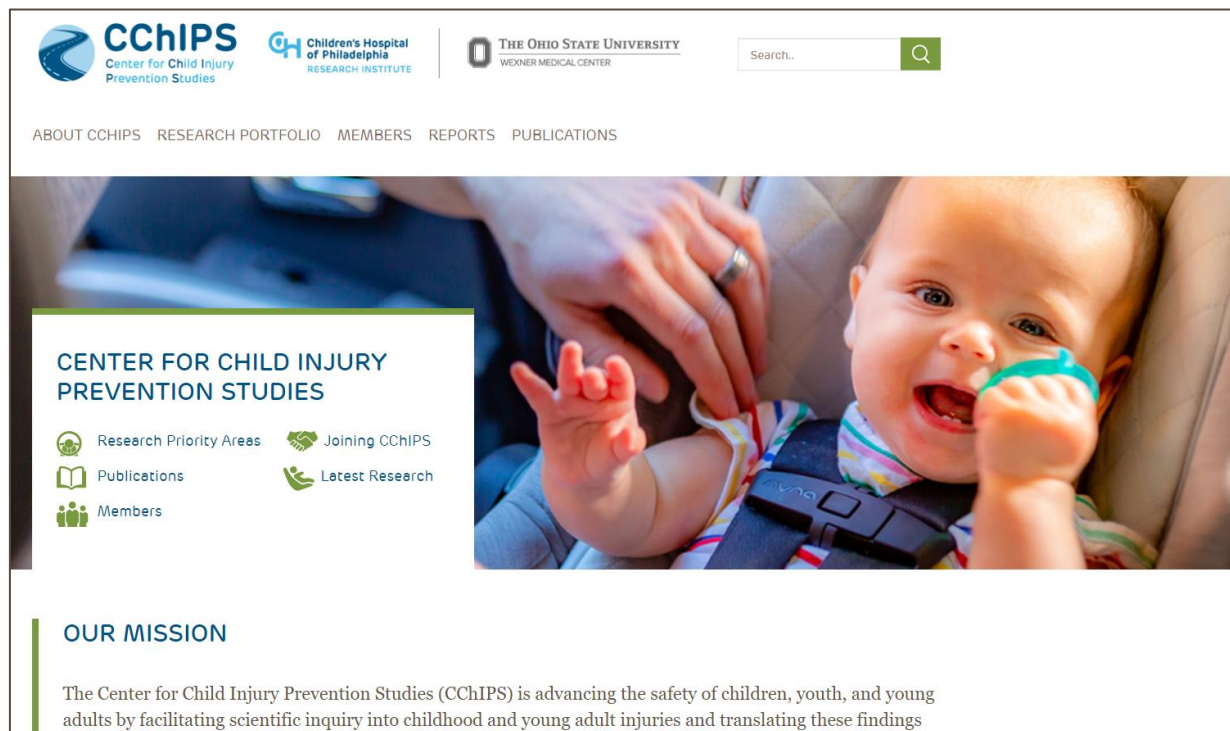 CChIPS
Center for Child Injury
Prevention Studies
Children's Hospital
of Philadelphia
RESEARCH INSTITUTE
THE OHIO STATE UNIVERSITY
WEXNER MEDICAL CENTER
Search..
ABOUT CCHIPS RESEARCH PORTFOLIO MEMBERS REPORTS PUBLICATIONS
CENTER FOR CHILD INJURY
PREVENTION STUDIES
Research Priority Areas
Joining CChIPS
Publications
Latest Research
Members
nuna
OUR MISSION
The Center for Child Injury Prevention Studies (CChIPS) is advancing the safety of children, youth, and young
adults by facilitating scientific inquiry into childhood and young adult injuries and translating these findings